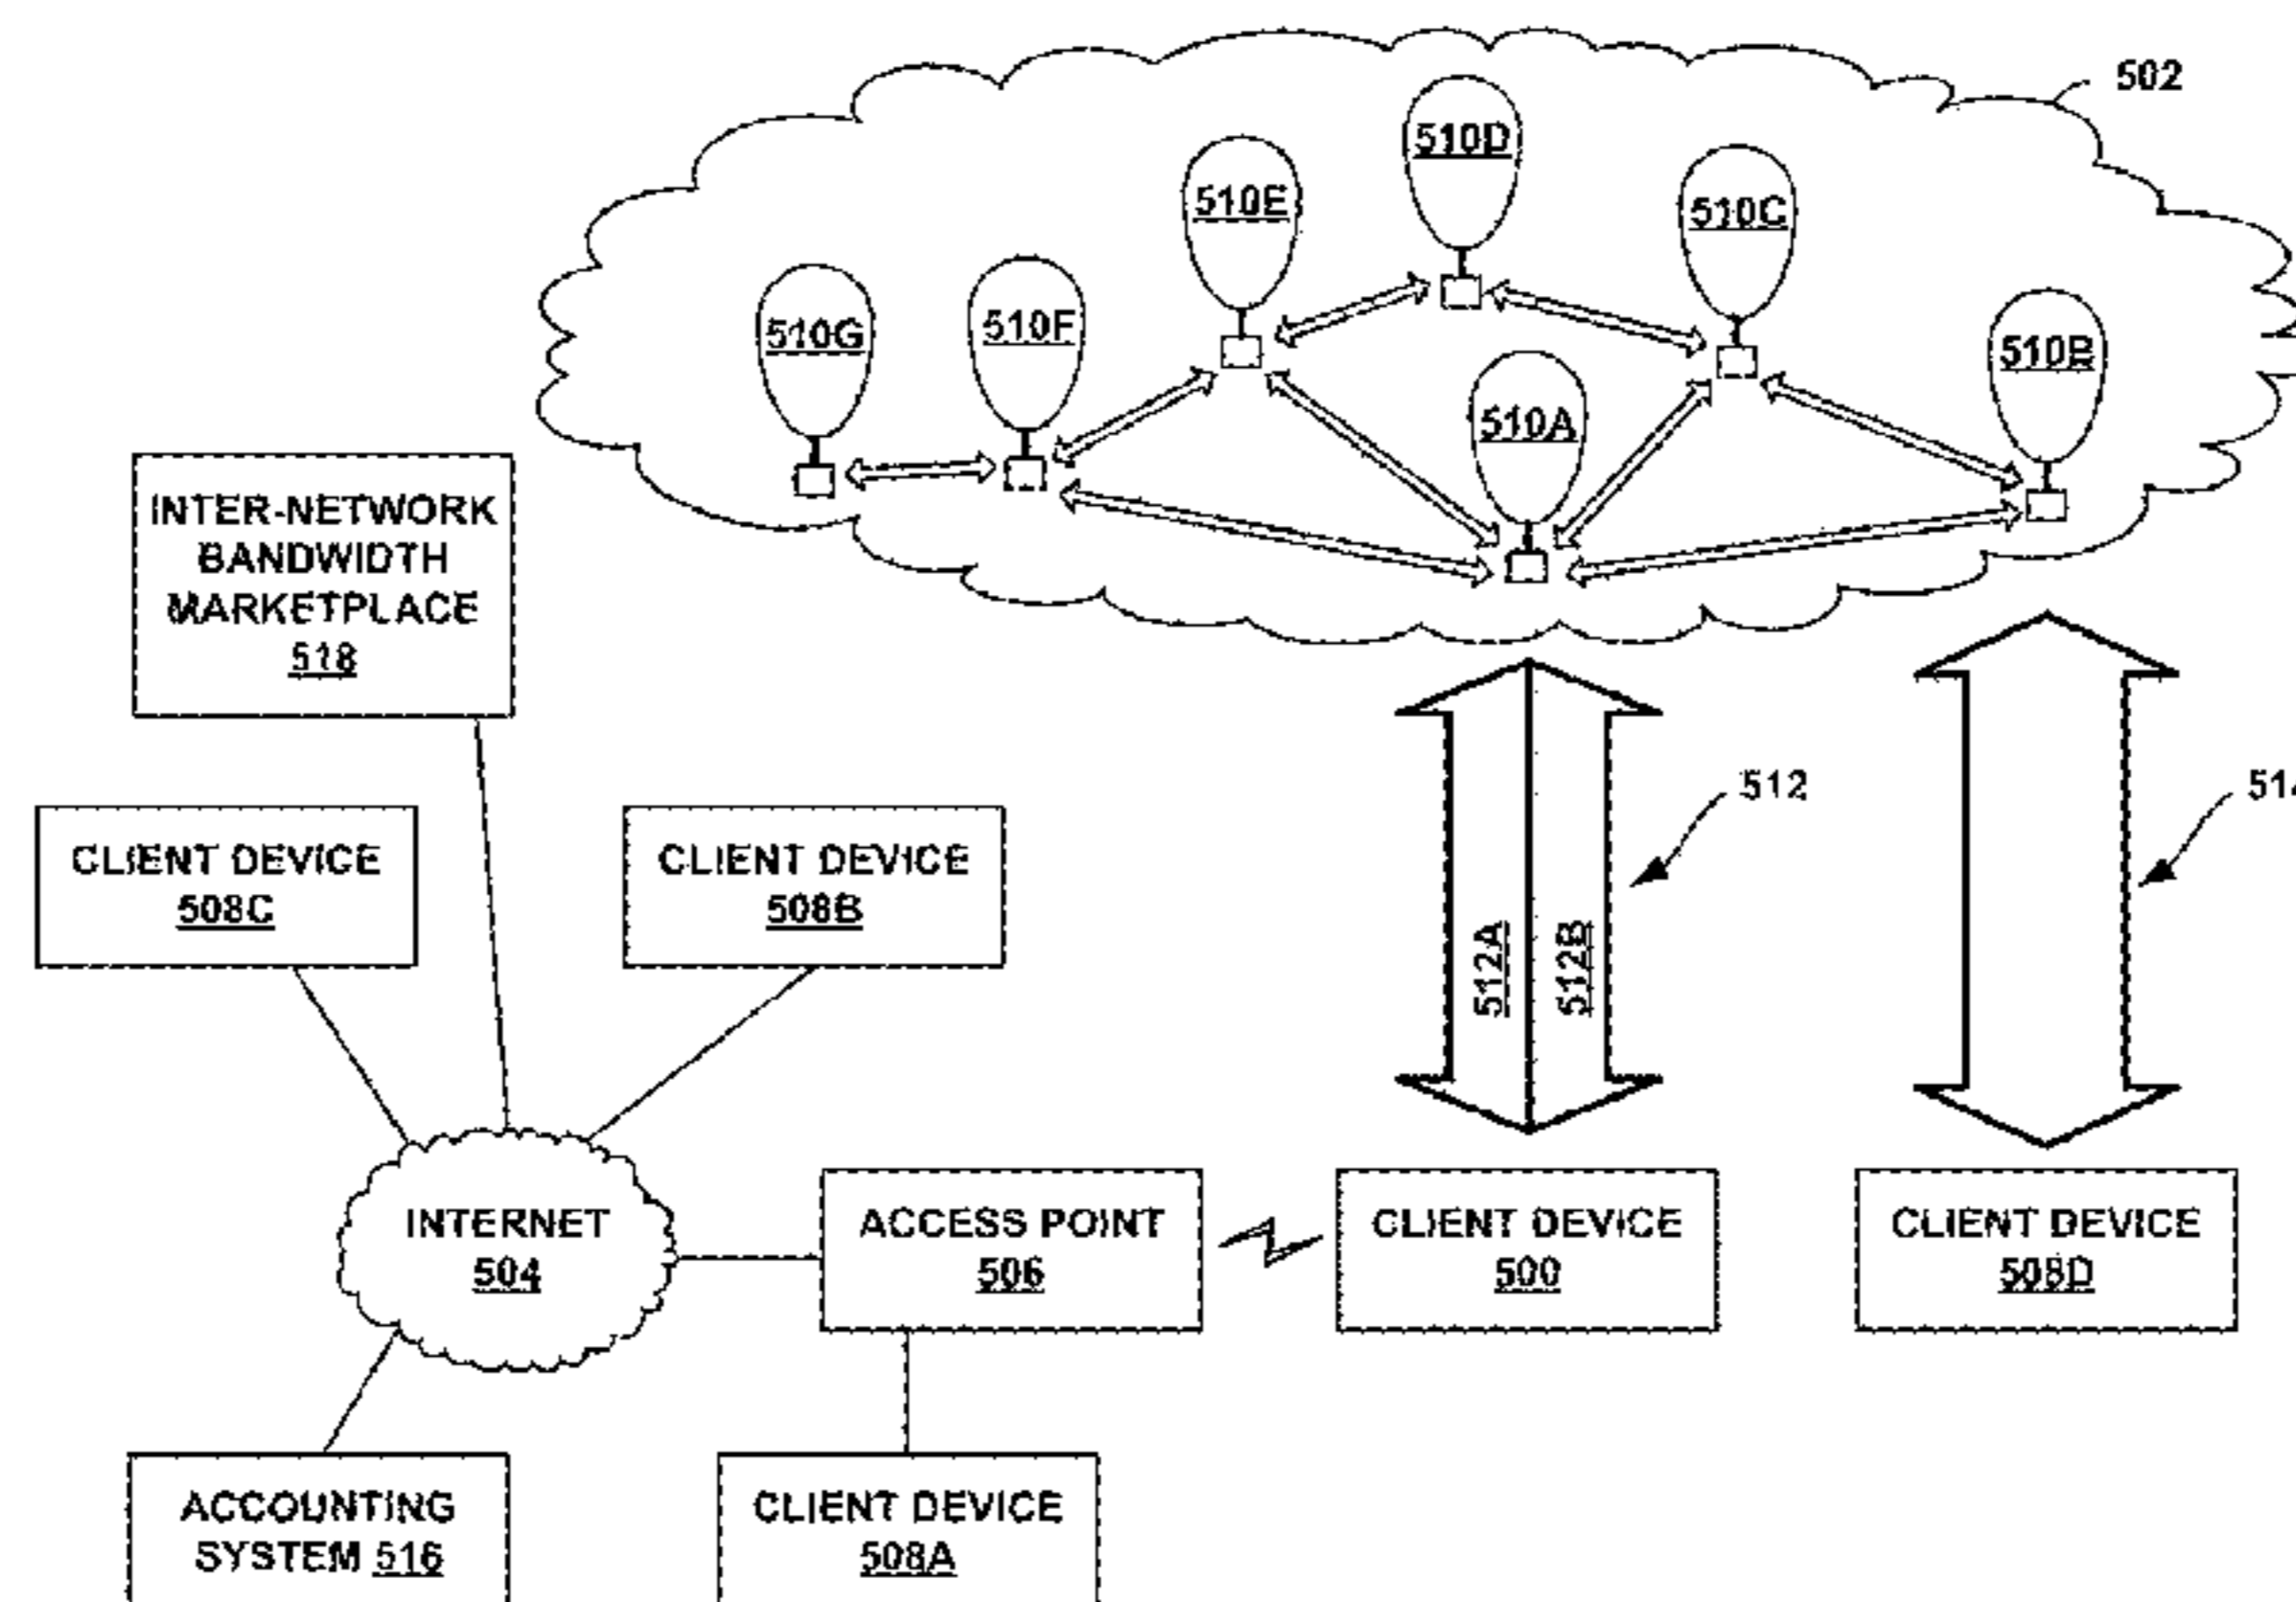 502
510D
510E
510C
510G
510F
510B
510A
INTER-NETWORK
BANDWIDTH
MARKETPLACE
518
512
514
CLIENT DEVICE
508C
CLIENT DEVICE
508B
512A
512B
INTERNET
504
ACCESS POINT
506
CLIENT DEVICE
500
CLIENT DEVICE
508D
ACCOUNTING
SYSTEM 516
CLIENT DEVICE
508A